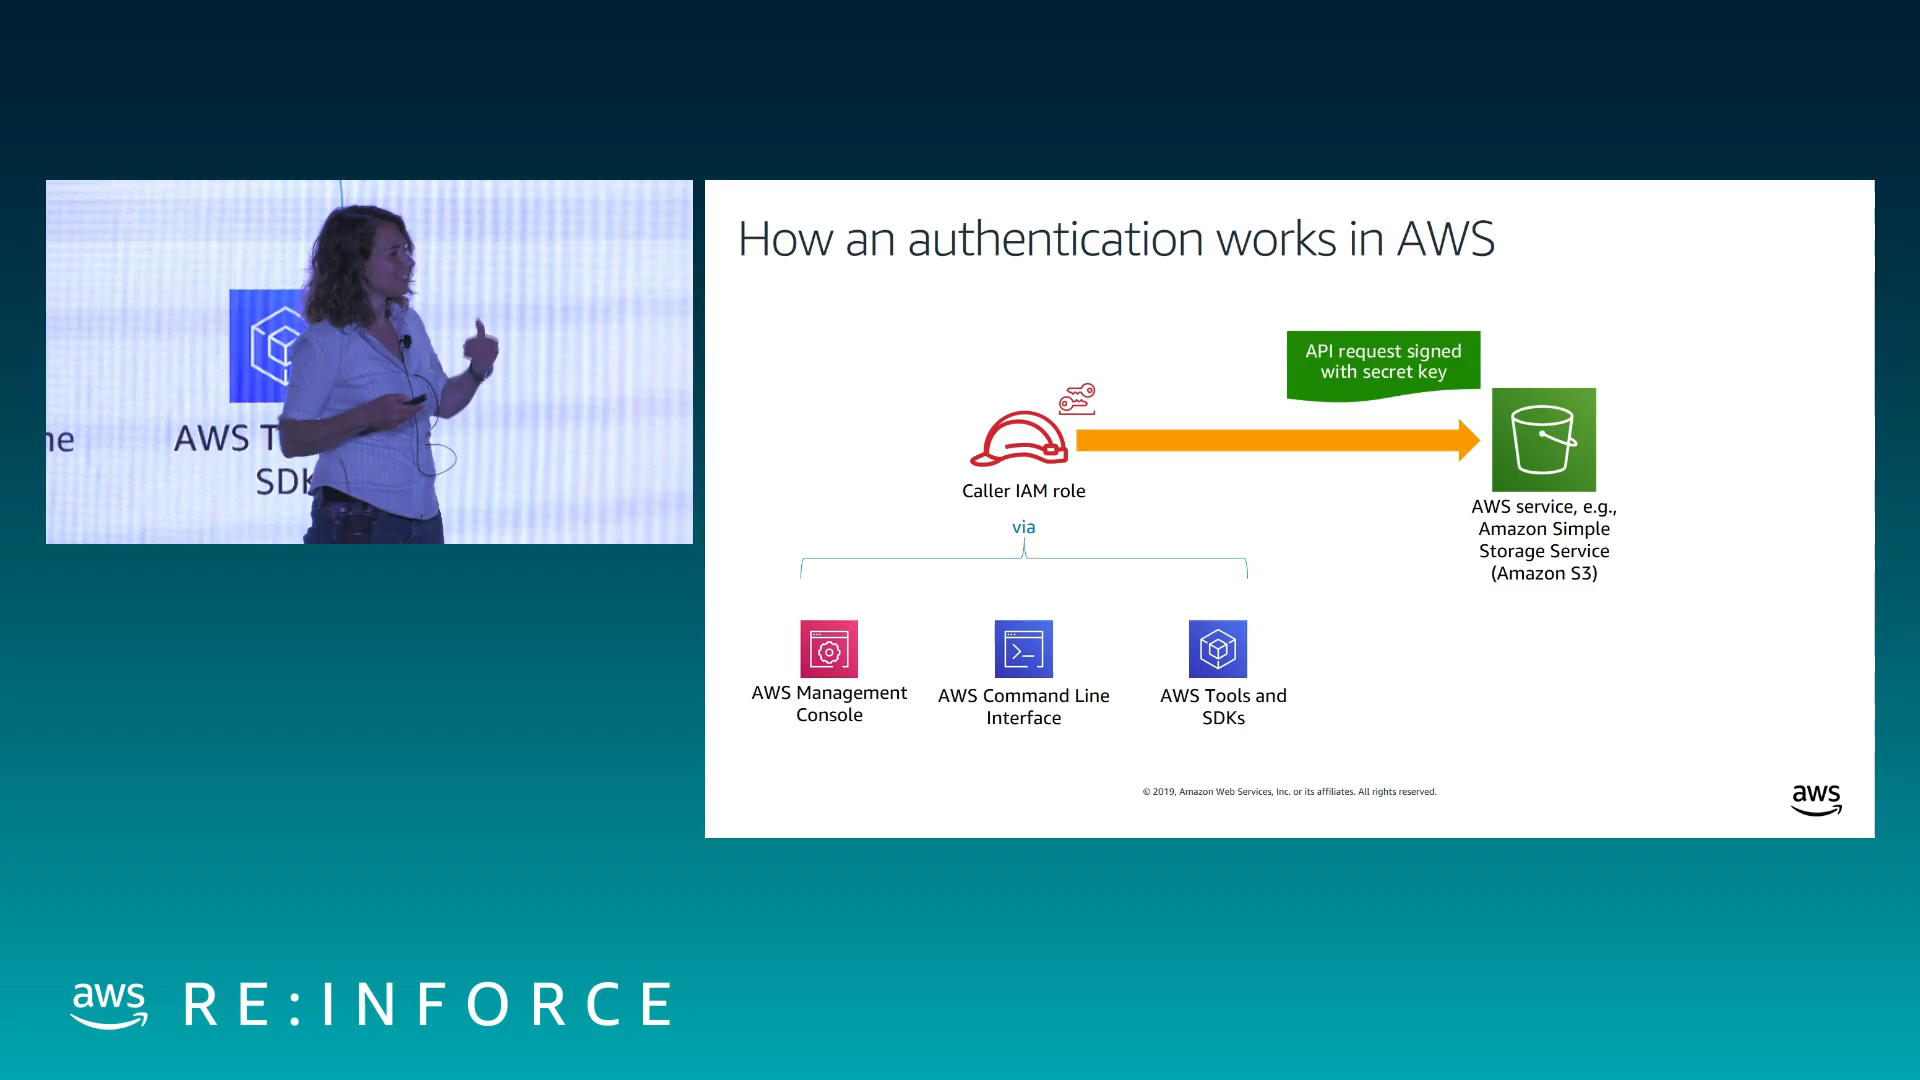 ne
AWS T
SDK
How an authentication works in AWS
API request signed
with secret key
Caller IAM role
via
AWS service, e.g.,
Amazon Simple
Storage Service
(Amazon S3)
AWS Management
Console
AWS Command Line
Interface
AWS Tools and
SDKs
© 2019, Amazon Web Services, Inc. or its affiliates. All rights reserved.
aws
aws RE:INFORCE